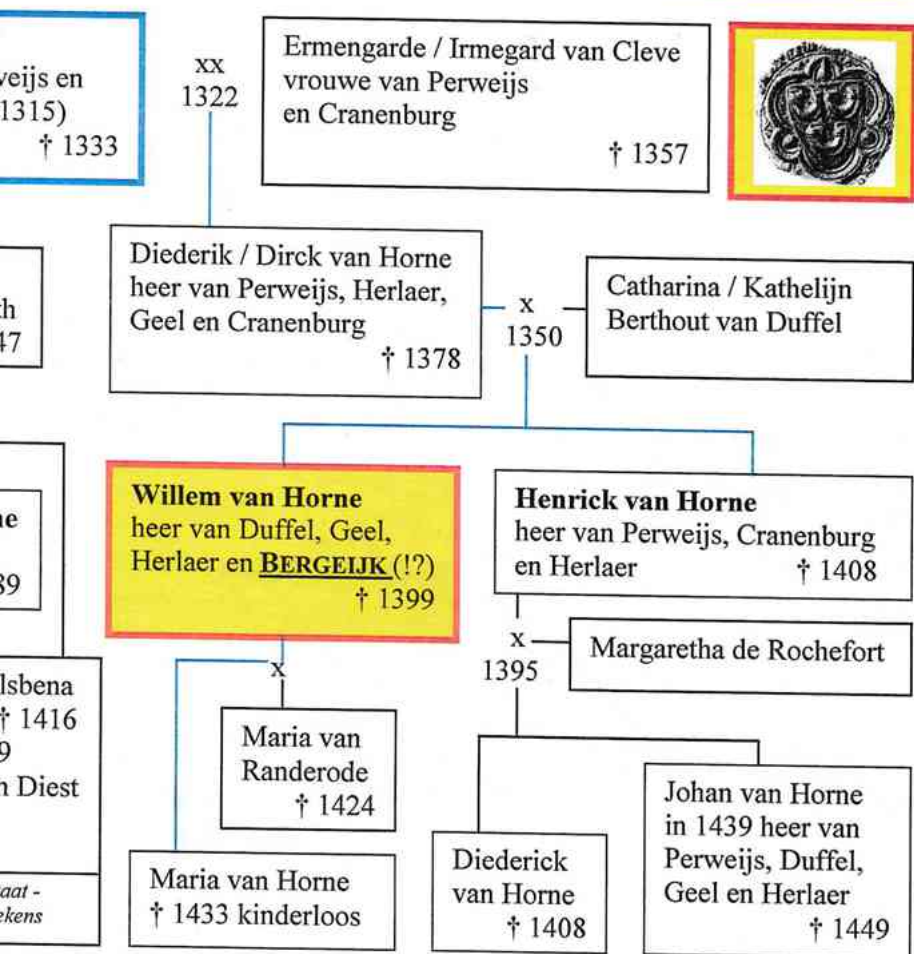 1315)
† 1333
xx
1322
Ermengarde / Irmegard van Cleve
vrouwe van Perweijs
en Cranenburg
† 1357
Diederik / Dirck van Horne
heer van Perweijs, Herlaer,
Geel en Cranenburg
† 1378
x
1350
Catharina / Kathelijn
Berthout van Duffel
Willem van Horne
heer van Duffel, Geel,
Herlaer en BERGEIJK (!?)
† 1399
Henrick van Horne
heer van Perweijs, Cranenburg
en Herlaer † 1408
x
1395
Margaretha de Rochefort
x
Maria van
Randerode
† 1424
Maria van Horne
† 1433 kinderloos
Diederick
van Horne
† 1408
Johan van Horne
in 1439 heer van
Perweijs, Duffel,
Geel en Herlaer
† 1449
† 1416
Diest